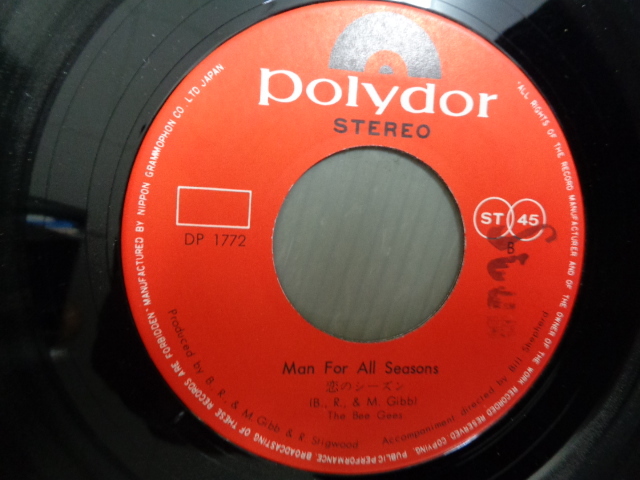 polydor
STEREO
DP 1772
ST 45
B
Man For All Seasons
恋のシーズン
(B., R., & M. Gibb)
The Bee Gees
Produced by B. R., & M. Gibb & R. Stigwood
Accompaniment directed by Bill Shepherd
"ALL RIGHTS OF THE RECORD MANUFACTURER AND OF THE OWNER OF THE WORK RECORDED RESERVED. COPYING, PUBLIC PERFORMANCE, BROADCASTING OF THESE RECORDS ARE FORBIDDEN." MANUFACTURED BY NIPPON GRAMMOPHON CO., LTD. JAPAN